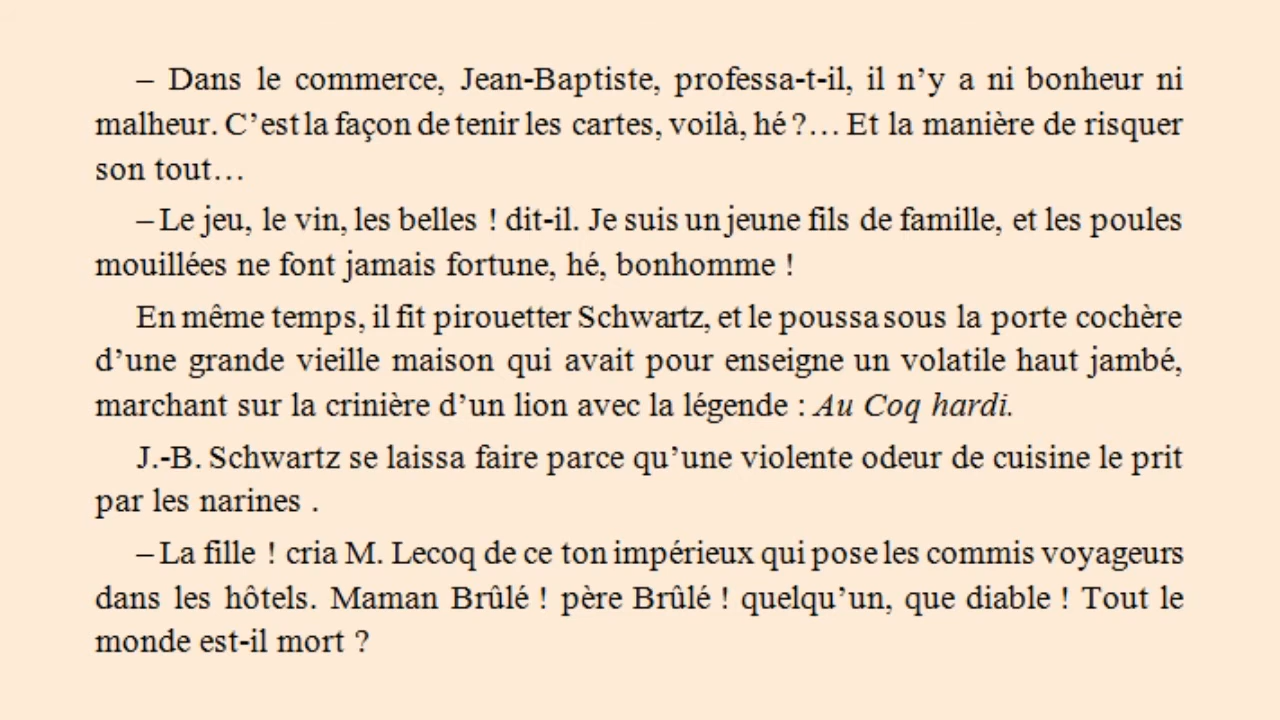 – Dans le commerce, Jean-Baptiste, professa-t-il, il n’y a ni bonheur ni
malheur. C’est la façon de tenir les cartes, voilà, hé ?… Et la manière de risquer
son tout…
– Le jeu, le vin, les belles ! dit-il. Je suis un jeune fils de famille, et les poules
mouillées ne font jamais fortune, hé, bonhomme !
En même temps, il fit pirouetter Schwartz, et le poussa sous la porte cochère
d’une grande vieille maison qui avait pour enseigne un volatile haut jambé,
marchant sur la crinière d’un lion avec la légende : Au Coq hardi.
J.-B. Schwartz se laissa faire parce qu’une violente odeur de cuisine le prit
par les narines .
– La fille ! cria M. Lecoq de ce ton impérieux qui pose les commis voyageurs
dans les hôtels. Maman Brûlé ! père Brûlé ! quelqu’un, que diable ! Tout le
monde est-il mort ?